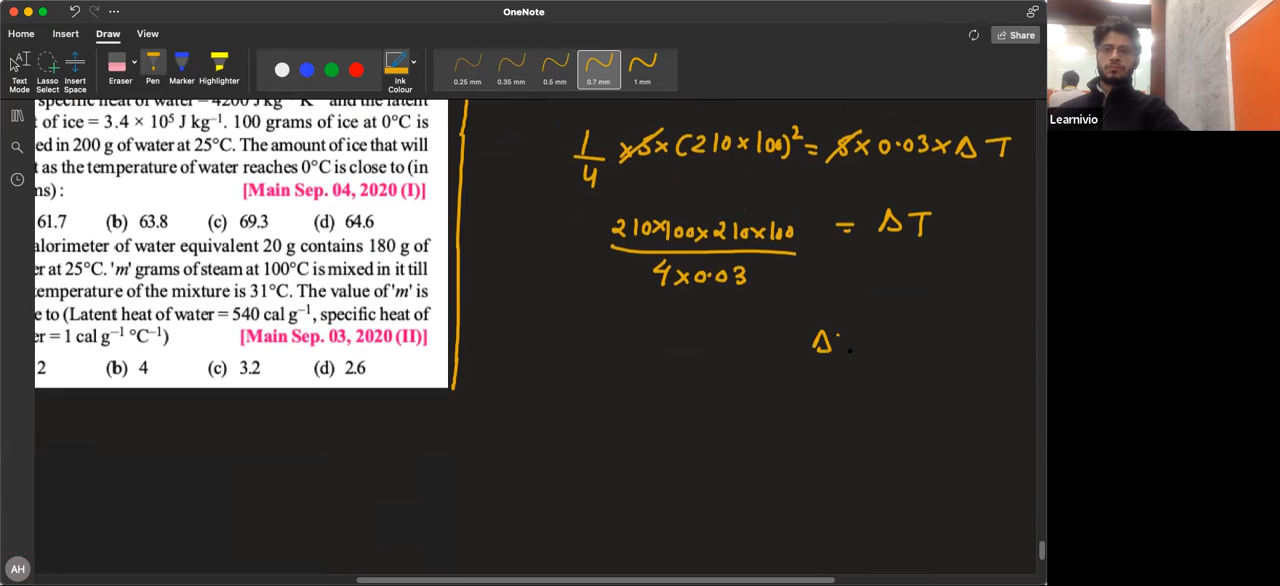 OneNote
Home Insert Draw View
Share
Text Mode
Lasso Select
Insert Space
Eraser
Pen
Marker
Highlighter
Ink Colour
0.25 mm
0.35 mm
0.5 mm
0.7 mm
1 mm
Learnivio
specific heat of water = 4200 J kg⁻¹ K⁻¹ and the latent
of ice = 3.4 × 10⁵ J kg⁻¹. 100 grams of ice at 0°C is
ed in 200 g of water at 25°C. The amount of ice that will
t as the temperature of water reaches 0°C is close to (in
ns) : [Main Sep. 04, 2020 (I)]
61.7 (b) 63.8 (c) 69.3 (d) 64.6
alorimeter of water equivalent 20 g contains 180 g of
er at 25°C. 'm' grams of steam at 100°C is mixed in it till
temperature of the mixture is 31°C. The value of 'm' is
e to (Latent heat of water = 540 cal g⁻¹, specific heat of
er = 1 cal g⁻¹ °C⁻¹) [Main Sep. 03, 2020 (II)]
2 (b) 4 (c) 3.2 (d) 2.6
1/4 × 5 × (210 × 100)² = 5 × 0.03 × Δ T
210×100×210×100 / 4×0.03 = Δ T
Δ
AH